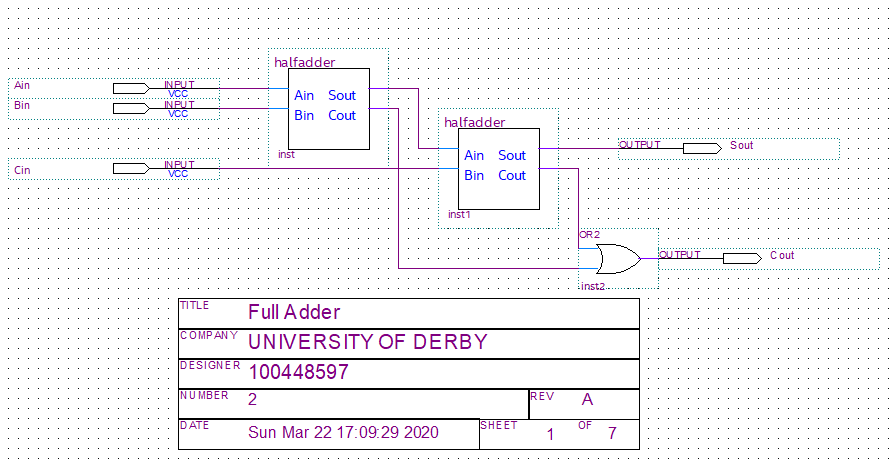 halfadder
Ain INPUT VCC
Bin INPUT VCC
Ain Sout
Bin Cout
inst
Cin INPUT VCC
halfadder
Ain Sout
Bin Cout
inst1
OUTPUT Sout
OR2
inst2
OUTPUT Cout
TITLE Full Adder
COMPANY UNIVERSITY OF DERBY
DESIGNER 100448597
NUMBER 2 REV A
DATE Sun Mar 22 17:09:29 2020 SHEET 1 OF 7